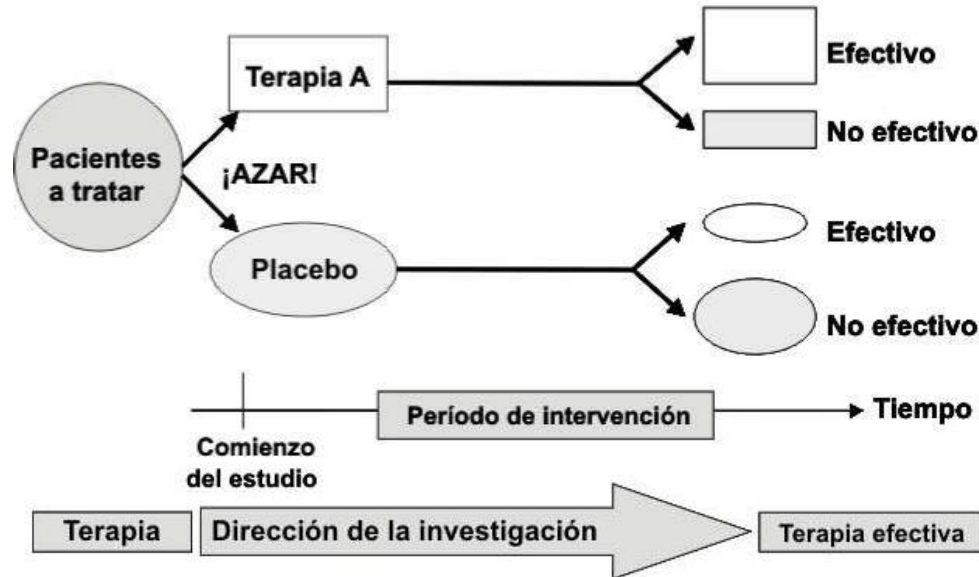 Terapia A
Efectivo
No efectivo
Pacientes
a tratar
¡AZAR!
Placebo
Efectivo
No efectivo
Período de intervención
Tiempo
Comienzo
del estudio
Terapia
Dirección de la investigación
Terapia efectiva